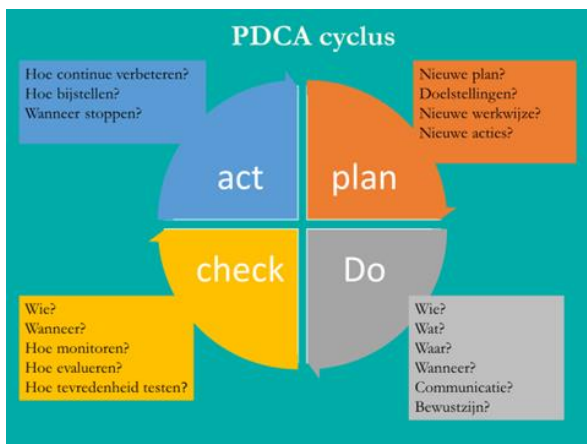 PDCA cyclus
Hoe continue verbeteren?
Hoe bijstellen?
Wanneer stoppen?
Nieuwe plan?
Doelstellingen?
Nieuwe werkwijze?
Nieuwe acties?
act
plan
check
Do
Wie?
Wanneer?
Hoe monitoren?
Hoe evalueren?
Hoe tevredenheid testen?
Wie?
Wat?
Waar?
Wanneer?
Communicatie?
Bewustzijn?